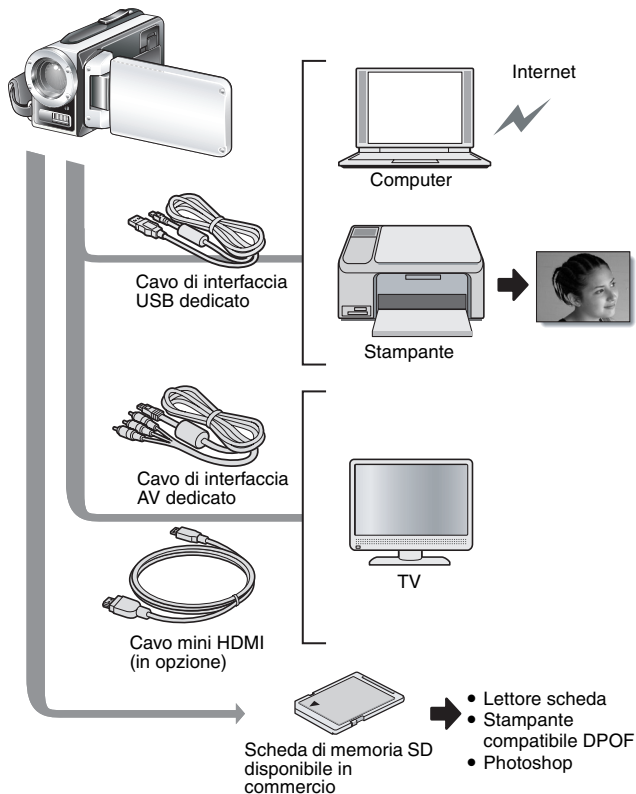 Internet
Computer
Cavo di interfaccia
USB dedicato
Stampante
Cavo di interfaccia
AV dedicato
TV
Cavo mini HDMI
(in opzione)
Scheda di memoria SD
disponibile in
commercio
• Lettore scheda
• Stampante
compatibile DPOF
• Photoshop